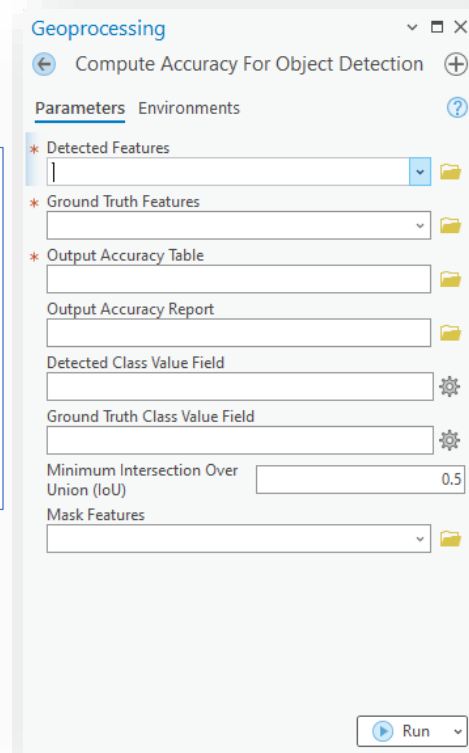 Geoprocessing
Compute Accuracy For Object Detection
Parameters Environments
?
* Detected Features
* Ground Truth Features
* Output Accuracy Table
Output Accuracy Report
Detected Class Value Field
Ground Truth Class Value Field
Minimum Intersection Over
Union (IoU)
0.5
Mask Features
Run